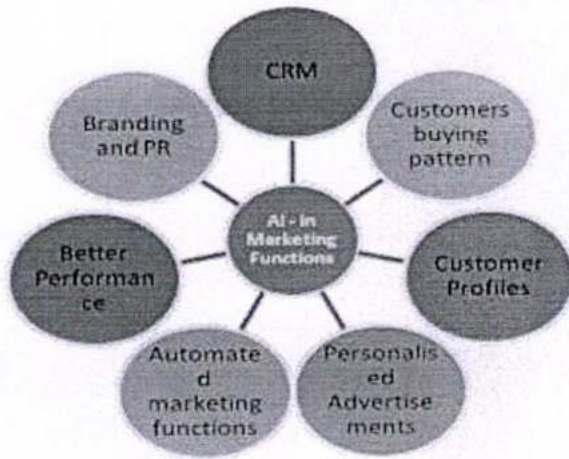 CRM
Customers
buying
pattern
Customer
Profiles
Personalis
ed
Advertise
ments
Automate
d
marketing
functions
Better
Performan
ce
Branding
and PR
AI - in
Marketing
Functions